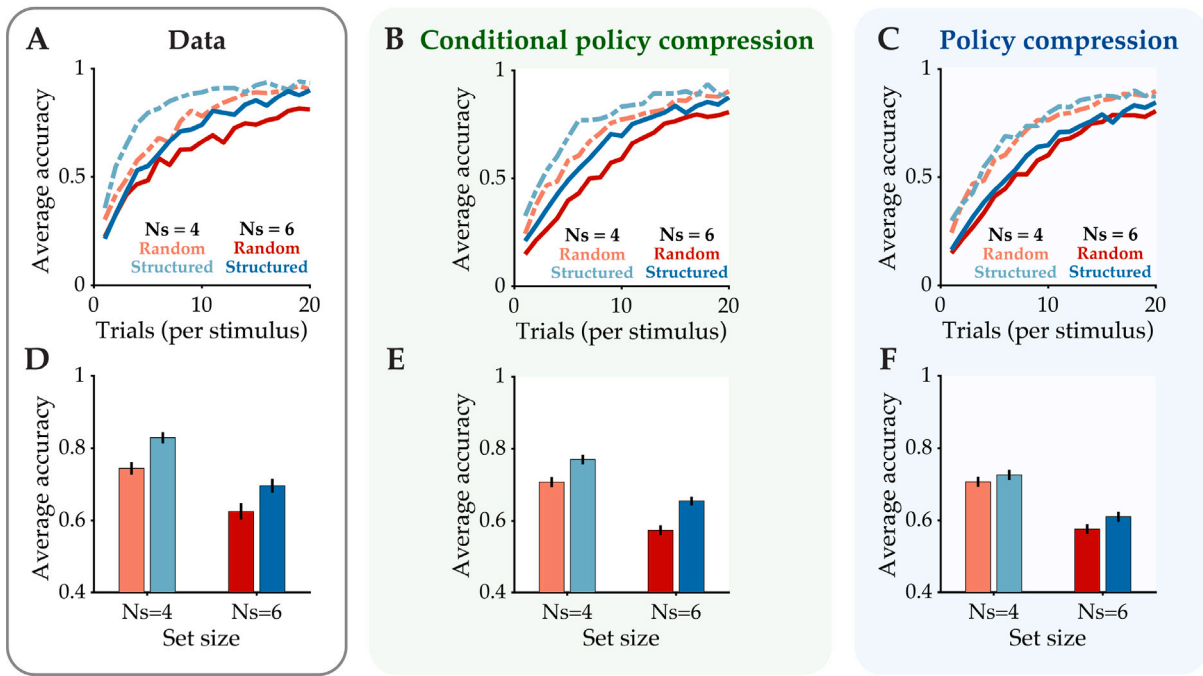 A Data
B Conditional policy compression
C Policy compression
1
0.5
0
Average accuracy
Ns = 4 Ns = 6
Random Random
Structured Structured
0 10 20
Trials (per stimulus)
1
0.5
0
Average accuracy
Ns = 4 Ns = 6
Random Random
Structured Structured
0 10 20
Trials (per stimulus)
1
0.5
0
Average accuracy
Ns = 4 Ns = 6
Random Random
Structured Structured
0 10 20
Trials (per stimulus)
D
1
0.8
0.6
0.4
Average accuracy
Ns=4 Ns=6
Set size
E
1
0.8
0.6
0.4
Average accuracy
Ns=4 Ns=6
Set size
F
1
0.8
0.6
0.4
Average accuracy
Ns=4 Ns=6
Set size